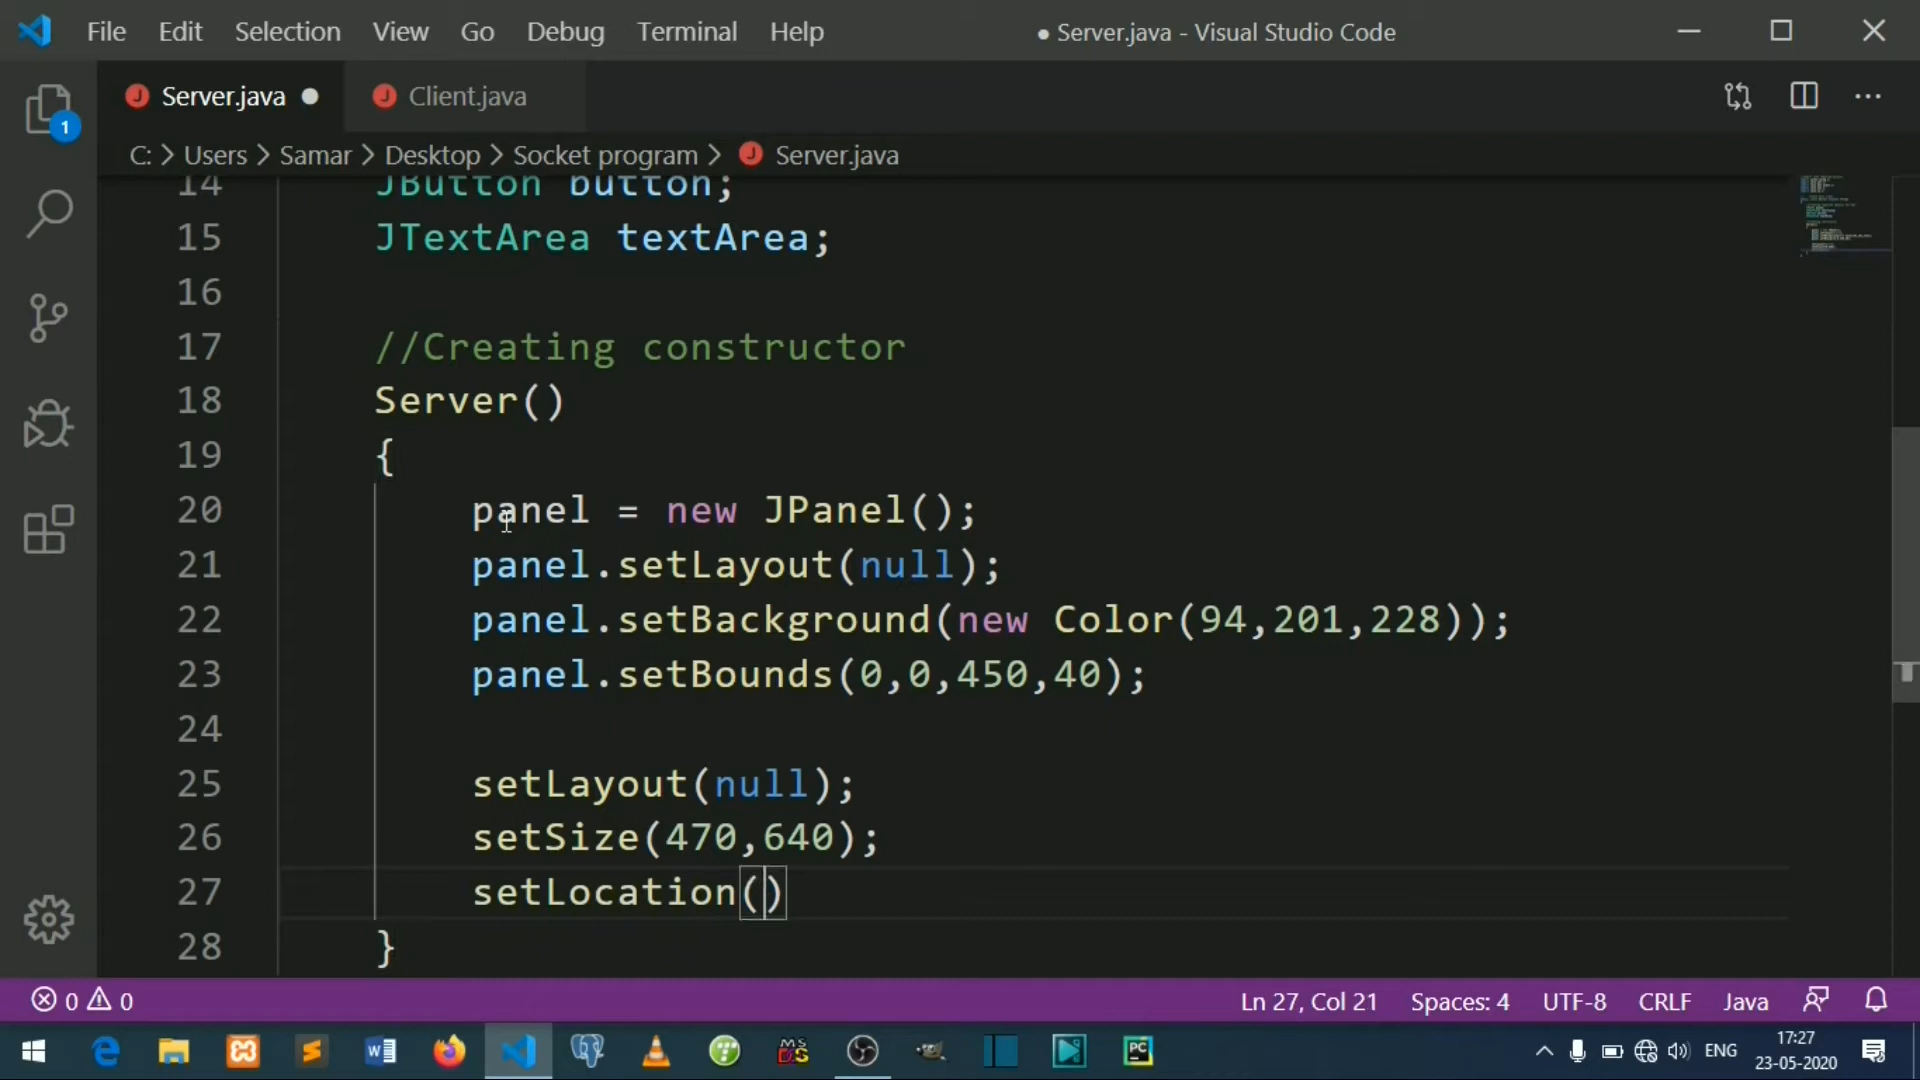 File Edit Selection View Go Debug Terminal Help ● Server.java - Visual Studio Code
Server.java ● Client.java
1
C: > Users > Samar > Desktop > Socket program > Server.java
14 JButton button;
15 JTextArea textArea;
16
17 //Creating constructor
18 Server()
19 {
20 panel = new JPanel();
21 panel.setLayout(null);
22 panel.setBackground(new Color(94,201,228));
23 panel.setBounds(0,0,450,40);
24
25 setLayout(null);
26 setSize(470,640);
27 setLocation()
28 }
0 0 Ln 27, Col 21 Spaces: 4 UTF-8 CRLF Java
17:27
ENG
23-05-2020